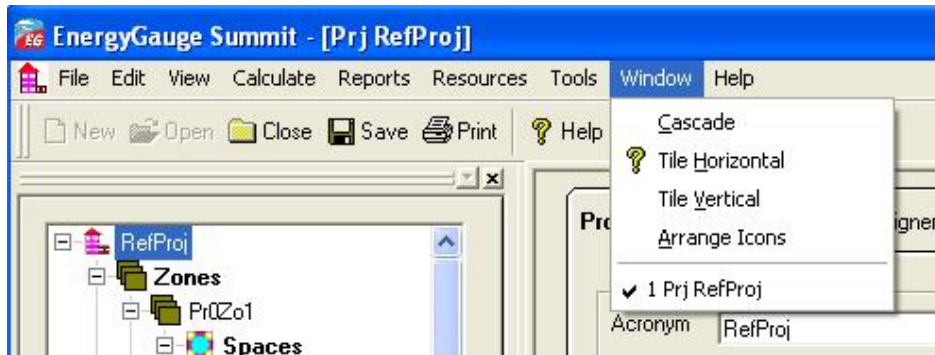 EnergyGauge Summit - [Prj RefProj]
File Edit View Calculate Reports Resources Tools Window Help
New Open Close Save Print Help
Cascade
Tile Horizontal
Tile Vertical
Arrange Icons
1 Prj RefProj
RefProj
Zones
Pr0Zo1
Spaces
Acronym RefProj